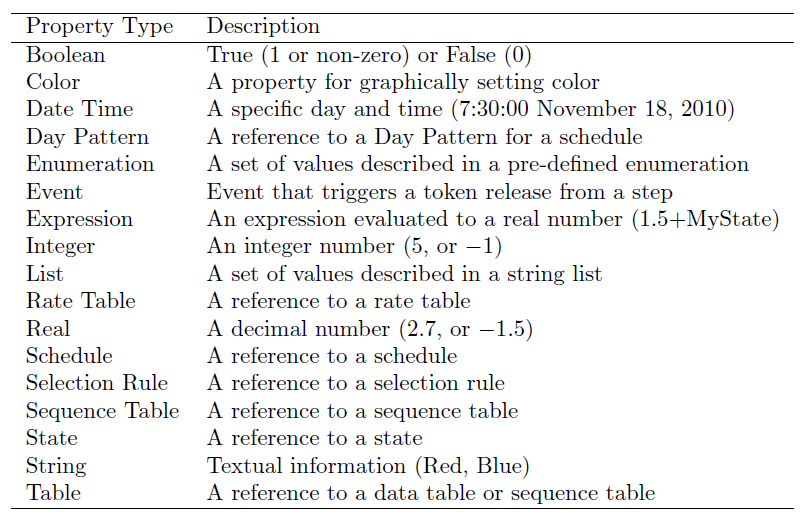 Property Type Description
Boolean True (1 or non-zero) or False (0)
Color A property for graphically setting color
Date Time A specific day and time (7:30:00 November 18, 2010)
Day Pattern A reference to a Day Pattern for a schedule
Enumeration A set of values described in a pre-defined enumeration
Event Event that triggers a token release from a step
Expression An expression evaluated to a real number (1.5+MyState)
Integer An integer number (5, or −1)
List A set of values described in a string list
Rate Table A reference to a rate table
Real A decimal number (2.7, or −1.5)
Schedule A reference to a schedule
Selection Rule A reference to a selection rule
Sequence Table A reference to a sequence table
State A reference to a state
String Textual information (Red, Blue)
Table A reference to a data table or sequence table